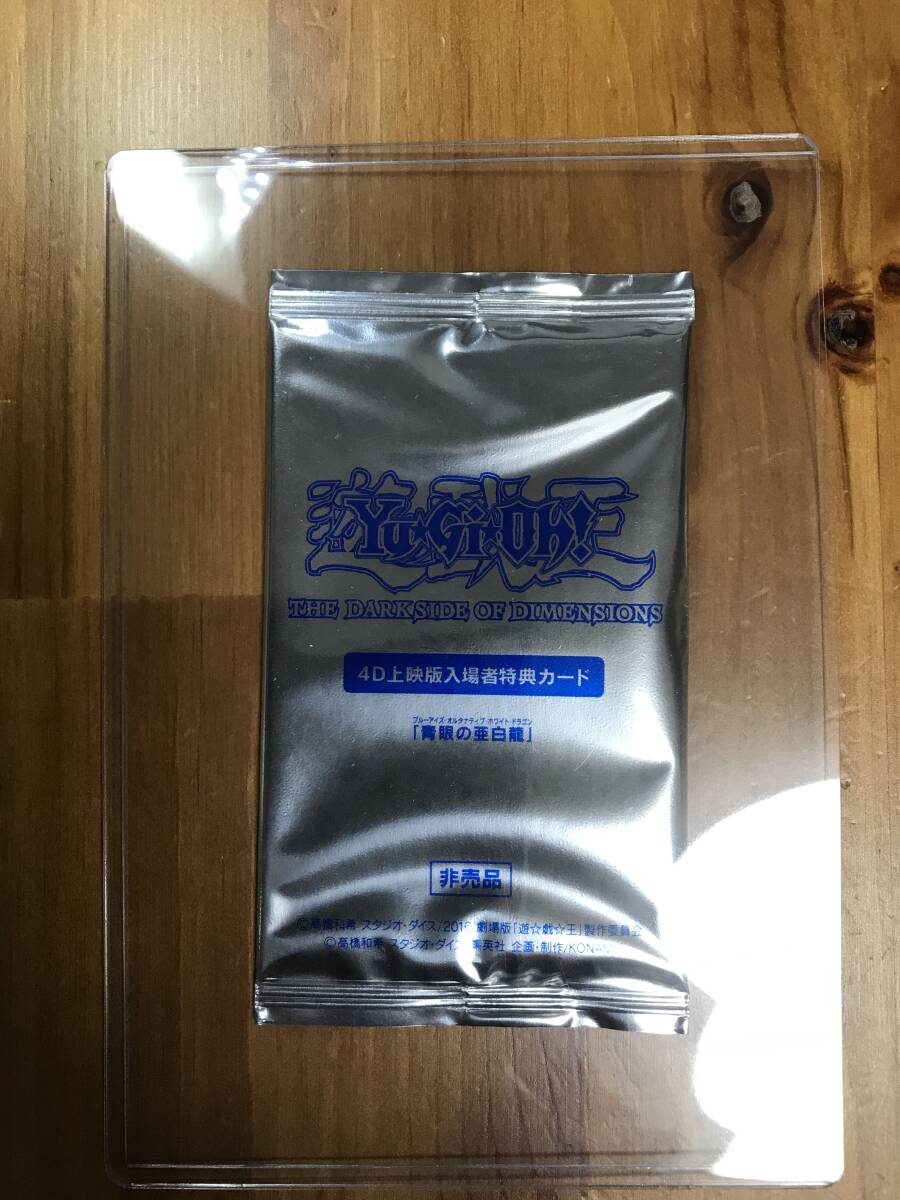 遊戯王
Yu-Gi-Oh!
THE DARKSIDE OF DIMENSIONS
4D上映版入場者特典カード
ブルーアイズ・オルタナティブ・ホワイト・ドラゴン
「青眼の亜白龍」
非売品
©高橋和希 スタジオ・ダイス/2016 劇場版「遊☆戯☆王」製作委員会
©高橋和希 スタジオ・ダイス 集英社 企画・制作/KONAMI